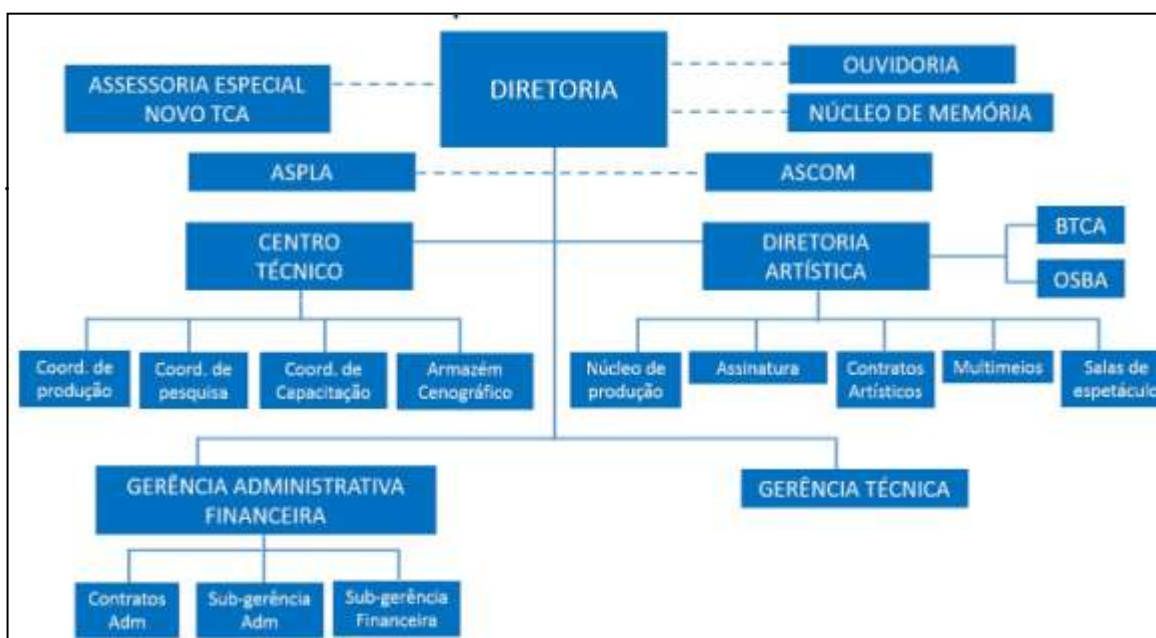 DIRETORIA
ASSESSORIA ESPECIAL
NOVO TCA
OUVIDORIA
NÚCLEO DE MEMÓRIA
ASPLA
ASCOM
CENTRO
TÉCNICO
DIRETORIA
ARTÍSTICA
BTCA
OSBA
Coord. de
produção
Coord. de
pesquisa
Coord. de
Capacitação
Armazém
Cenográfico
Núcleo de
produção
Assinatura
Contratos
Artísticos
Multimeios
Salas de
espetáculo
GERÊNCIA ADMINISTRATIVA
FINANCEIRA
GERÊNCIA TÉCNICA
Contratos
Adm
Sub-gerência
Adm
Sub-gerência
Financeira